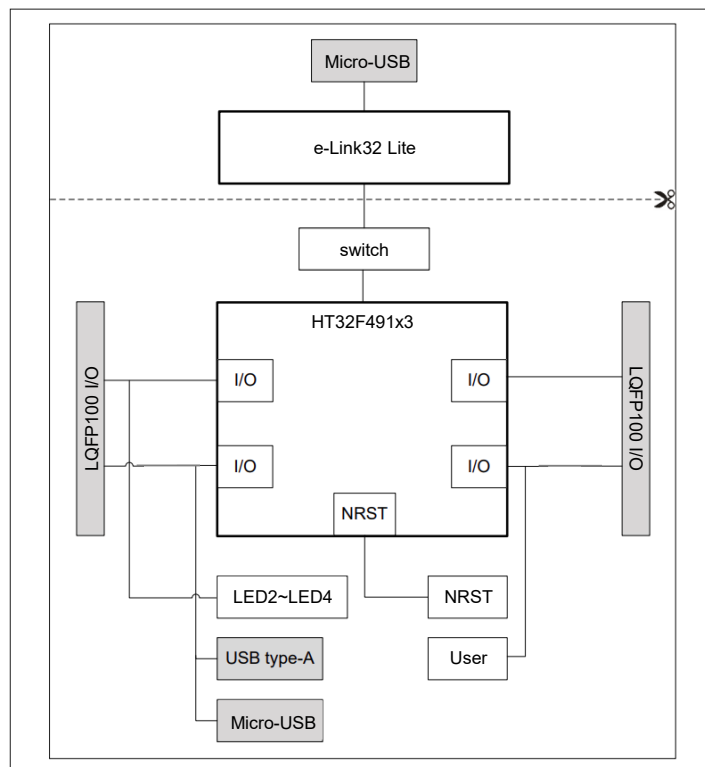 Micro-USB
e-Link32 Lite
switch
HT32F491x3
LQFP100 I/O
I/O
I/O
LQFP100 I/O
I/O
I/O
NRST
LED2~LED4
NRST
USB type-A
User
Micro-USB